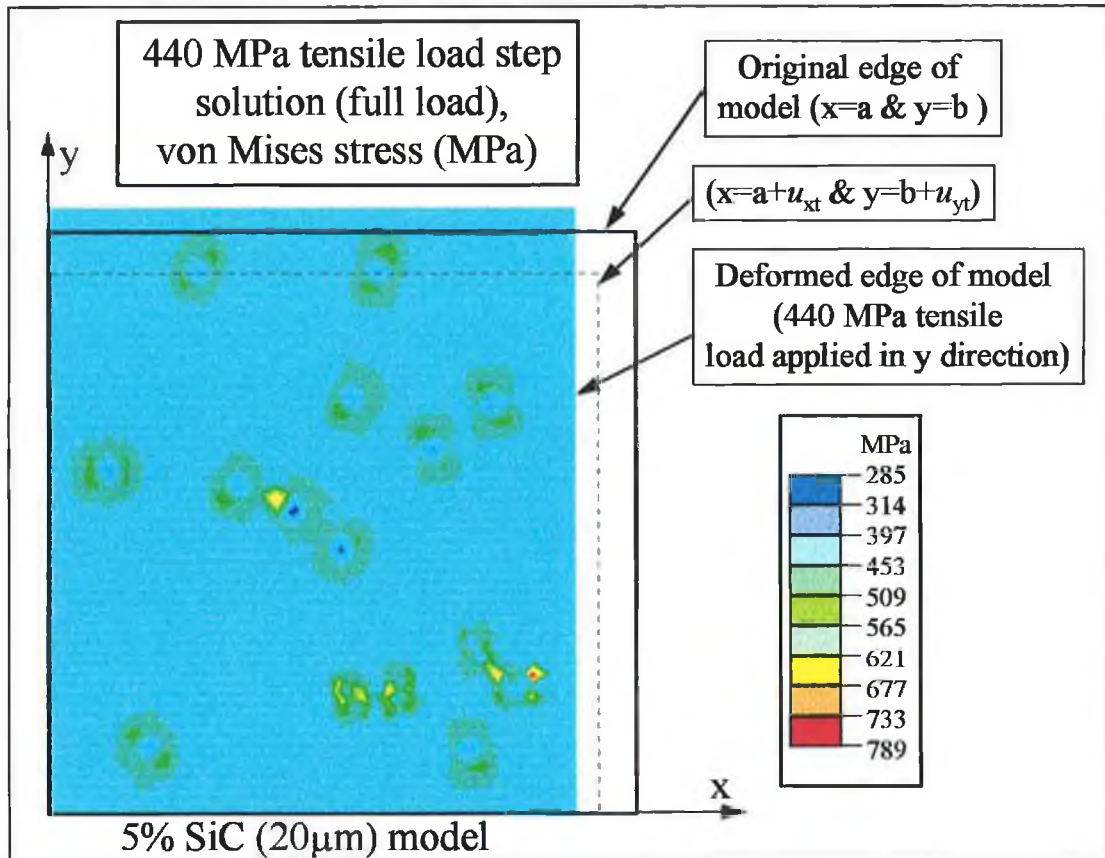 440 MPa tensile load step
solution (full load),
von Mises stress (MPa)
Original edge of
model (x=a & y=b )
y
(x=a+uxt & y=b+uyt)
Deformed edge of model
(440 MPa tensile
load applied in y direction)
MPa
285
314
397
453
509
565
621
677
733
789
x
5% SiC (20μm) model